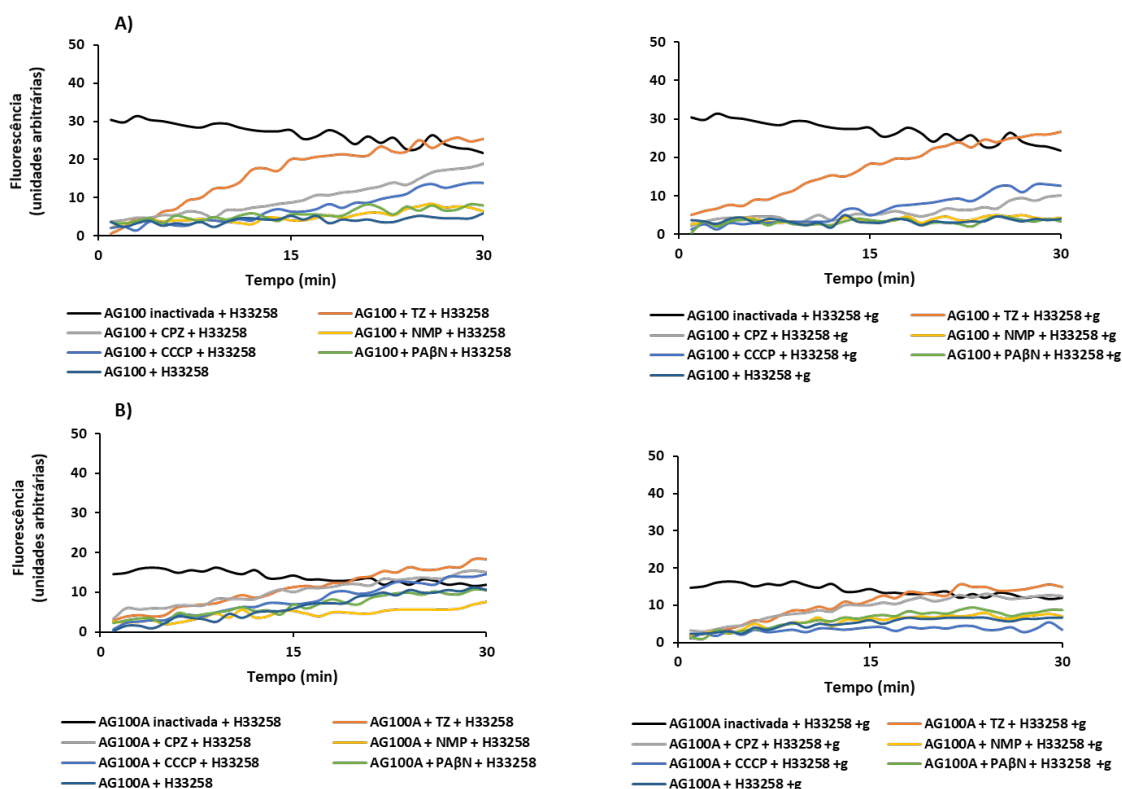 A)
Fluorescência
(unidades arbitrárias)
50
40
30
20
10
0
0
15
30
Tempo (min)
AG100 inactivada + H33258
AG100 + TZ + H33258
AG100 + CPZ + H33258
AG100 + NMP + H33258
AG100 + CCCP + H33258
AG100 + PAβN + H33258
AG100 + H33258
50
40
30
20
10
0
0
15
30
Tempo (min)
AG100 inactivada + H33258 +g
AG100 + TZ + H33258 +g
AG100 + CPZ + H33258 +g
AG100 + NMP + H33258 +g
AG100 + CCCP + H33258 +g
AG100 + PAβN + H33258 +g
AG100 + H33258 +g
B)
Fluorescência
(unidades arbitrárias)
50
40
30
20
10
0
0
15
30
Tempo (min)
AG100A inactivada + H33258
AG100A + TZ + H33258
AG100A + CPZ + H33258
AG100A + NMP + H33258
AG100A + CCCP + H33258
AG100A + PAβN + H33258
AG100A + H33258
50
40
30
20
10
0
0
15
30
Tempo (min)
AG100A inactivada + H33258 +g
AG100A + TZ + H33258 +g
AG100A + CPZ + H33258 +g
AG100A + NMP + H33258 +g
AG100A + CCCP + H33258 +g
AG100A + PAβN + H33258 +g
AG100A + H33258 +g